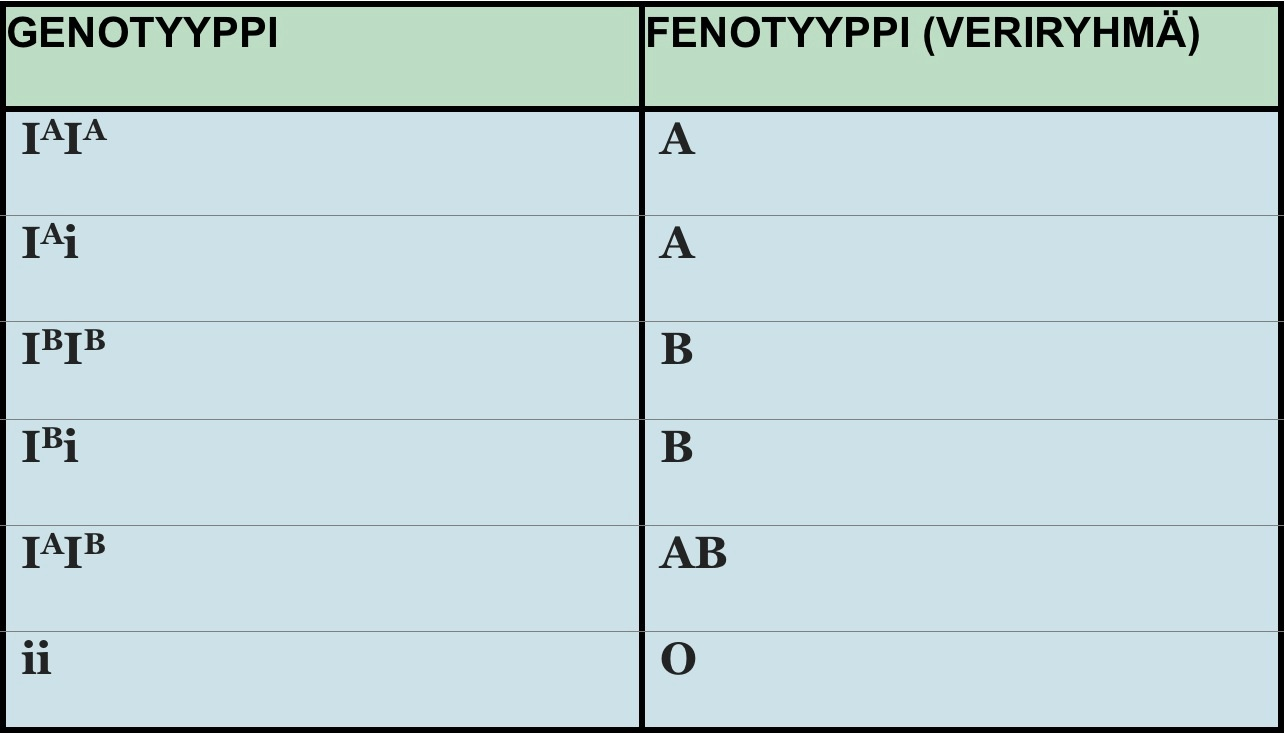 GENOTYYPPI FENOTYYPPI (VERIRYHMÄ)
IᴬIᴬ A
Iᴬi A
IᴮIᴮ B
Iᴮi B
IᴬIᴮ AB
ii O